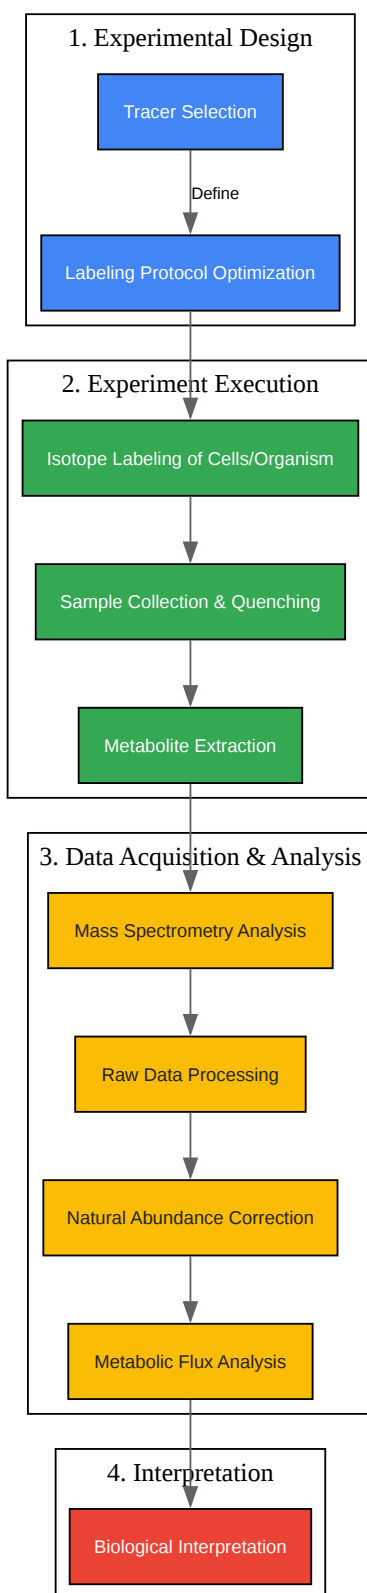 1. Experimental Design
Tracer Selection
Define
Labeling Protocol Optimization
2. Experiment Execution
Isotope Labeling of Cells/Organism
Sample Collection & Quenching
Metabolite Extraction
3. Data Acquisition & Analysis
Mass Spectrometry Analysis
Raw Data Processing
Natural Abundance Correction
Metabolic Flux Analysis
4. Interpretation
Biological Interpretation